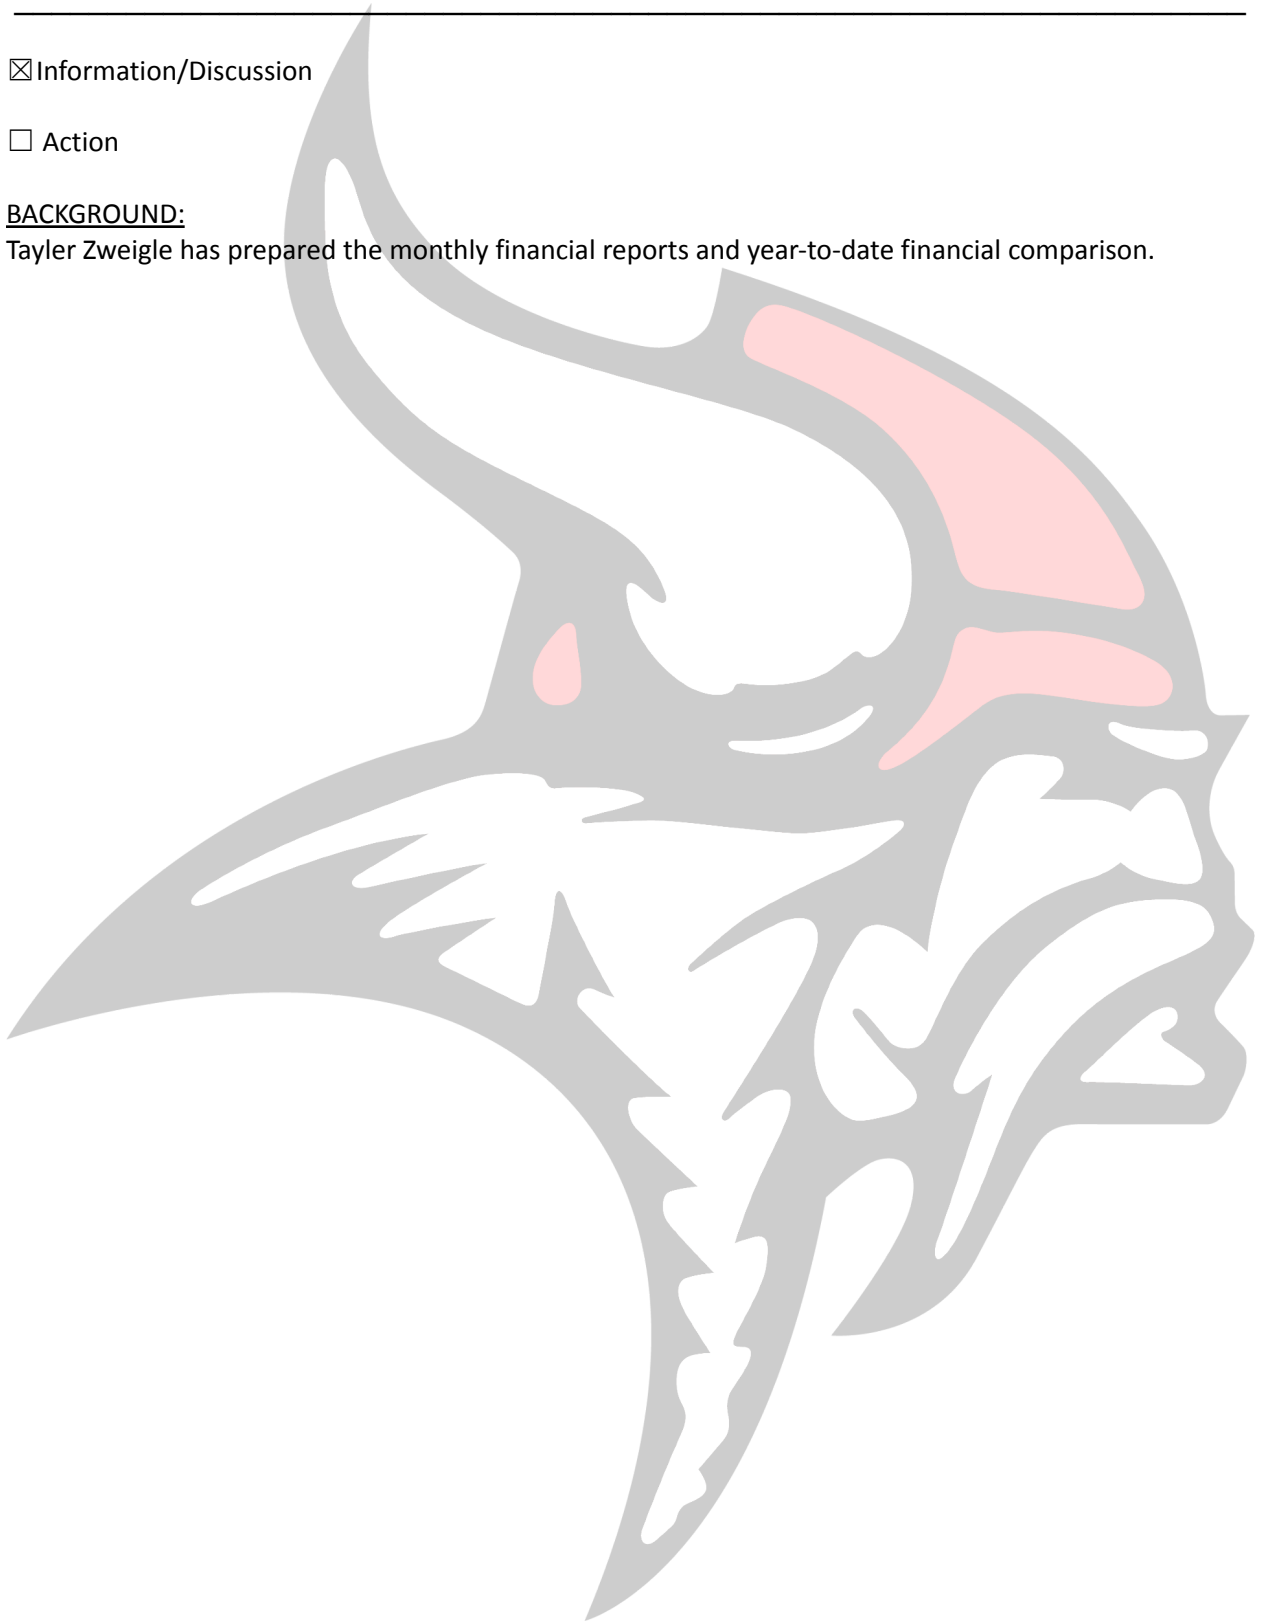 ☒Information/Discussion
☐ Action
BACKGROUND:
Tayler Zweigle has prepared the monthly financial reports and year-to-date financial comparison.